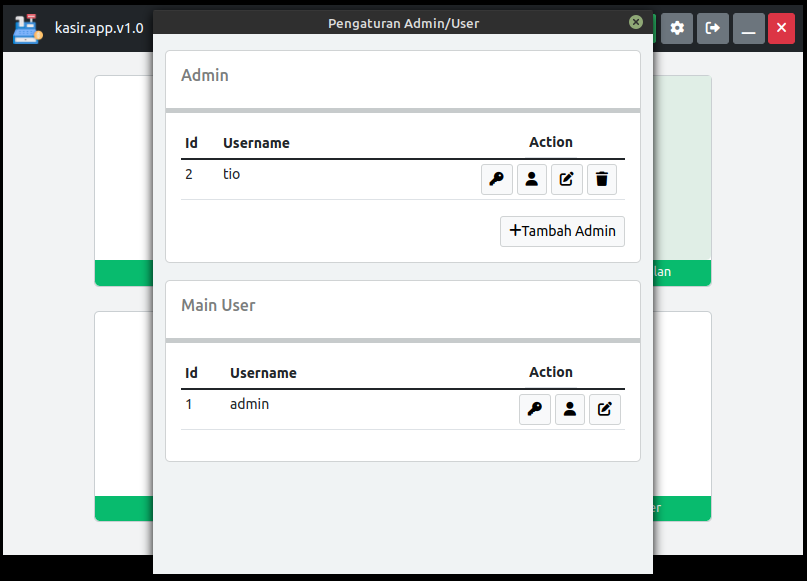 Pengaturan Admin/User
kasir.app.v1.0
Admin
Id Username Action
2 tio
Tambah Admin
lan
Main User
Id Username Action
1 admin
er